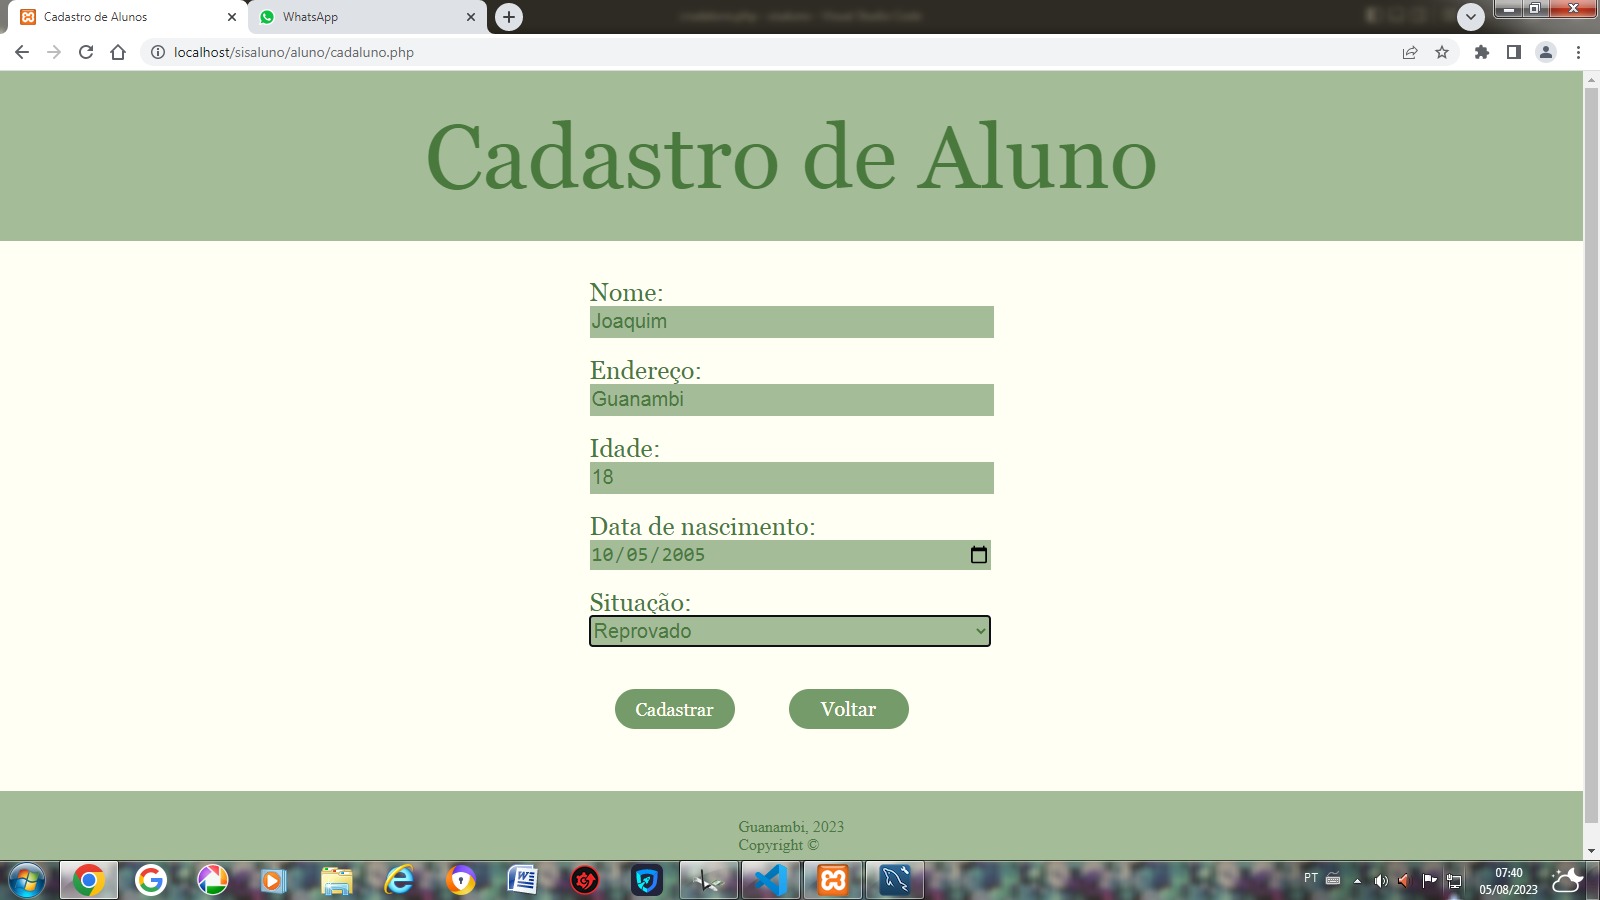 Cadastro de Alunos
WhatsApp
localhost/sisaluno/aluno/cadaluno.php
Cadastro de Aluno
Nome:
Joaquim
Endereço:
Guanambi
Idade:
18
Data de nascimento:
10/05/2005
Situação:
Reprovado
Cadastrar
Voltar
Guanambi, 2023
Copyright ©
PT
07:40
05/08/2023